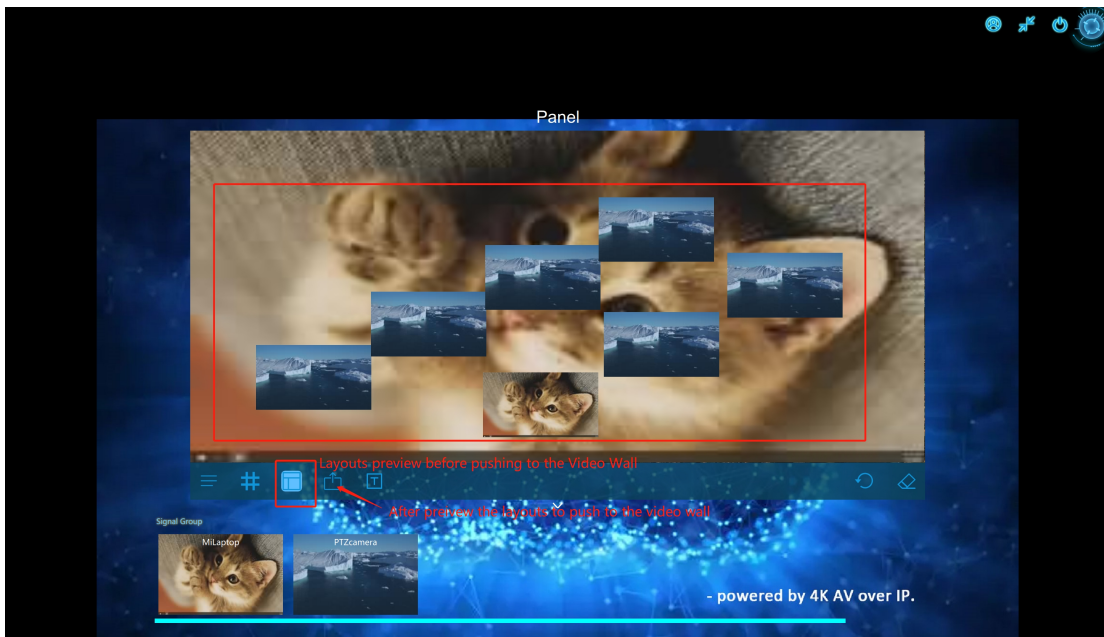 Panel
Layouts preview before pushing to the Video Wall
After preivew the layouts to push to the video wall
Signal Group
MiLaptop
PTZcamera
- powered by 4K AV over IP.